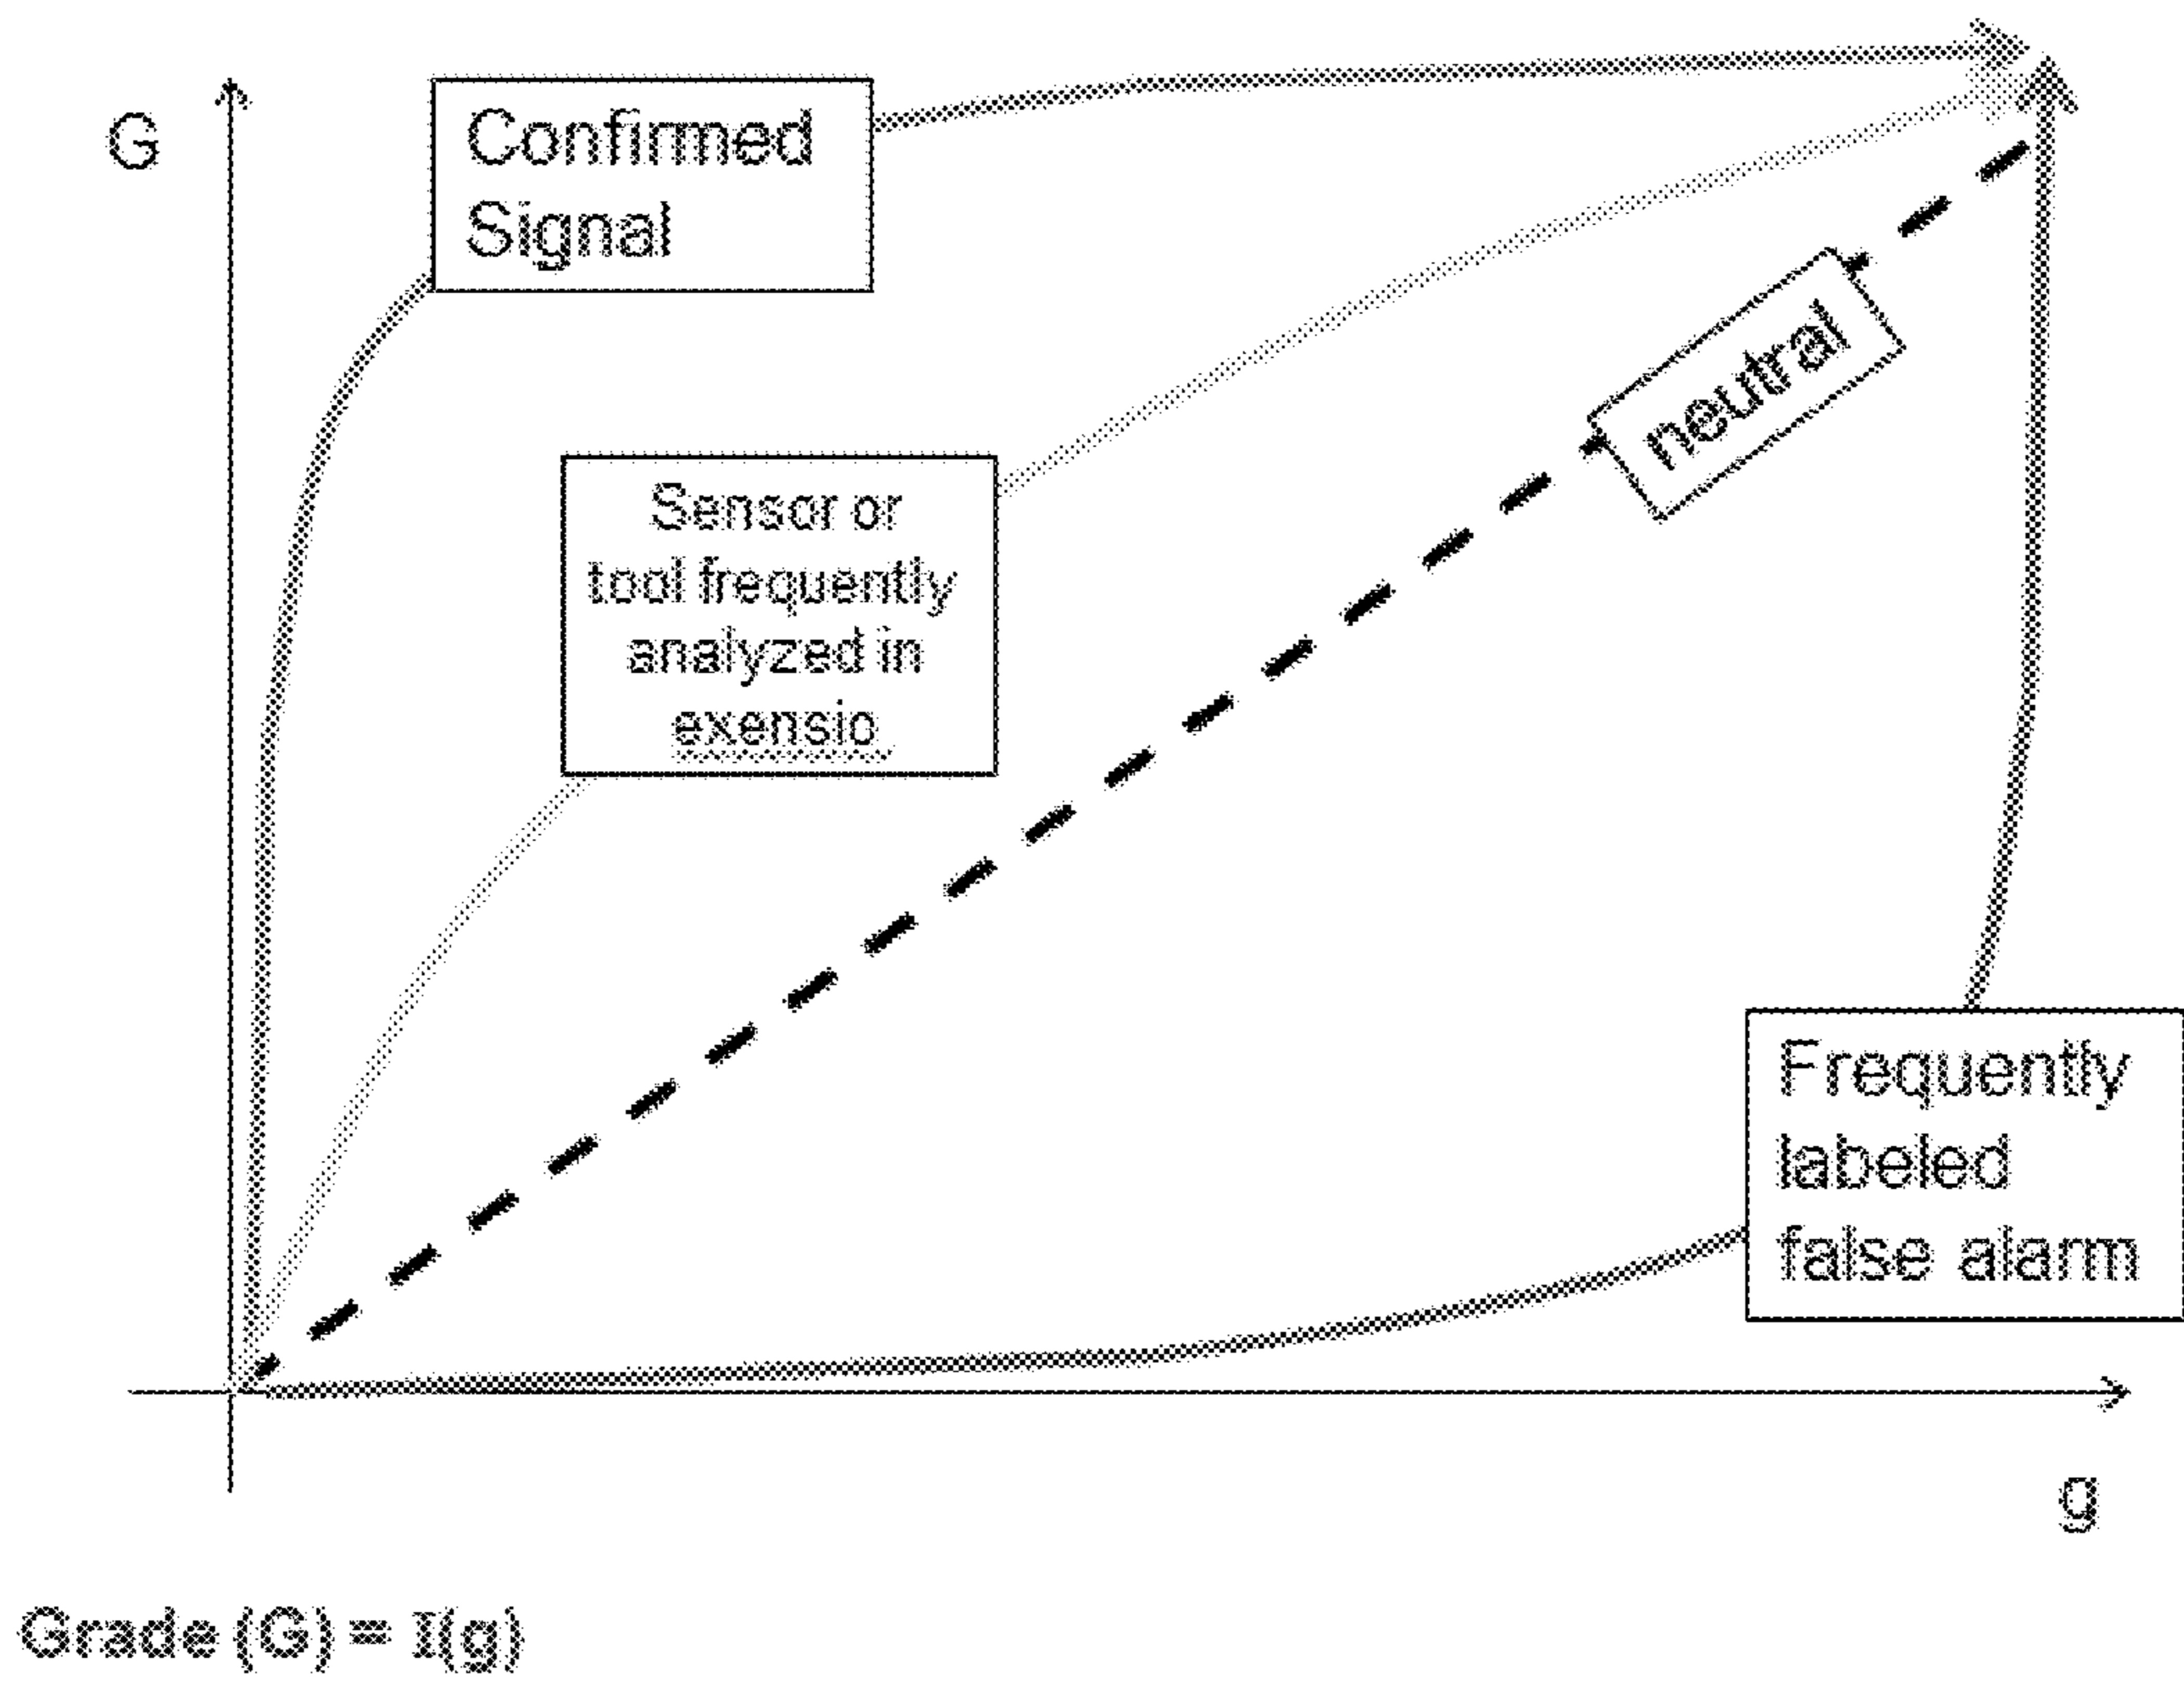 G
Confirmed
Signal
neutral
Sensor or
tool frequently
analyzed in
exensio
Frequently
labeled
false alarm
g
Grade (G) = I(g)